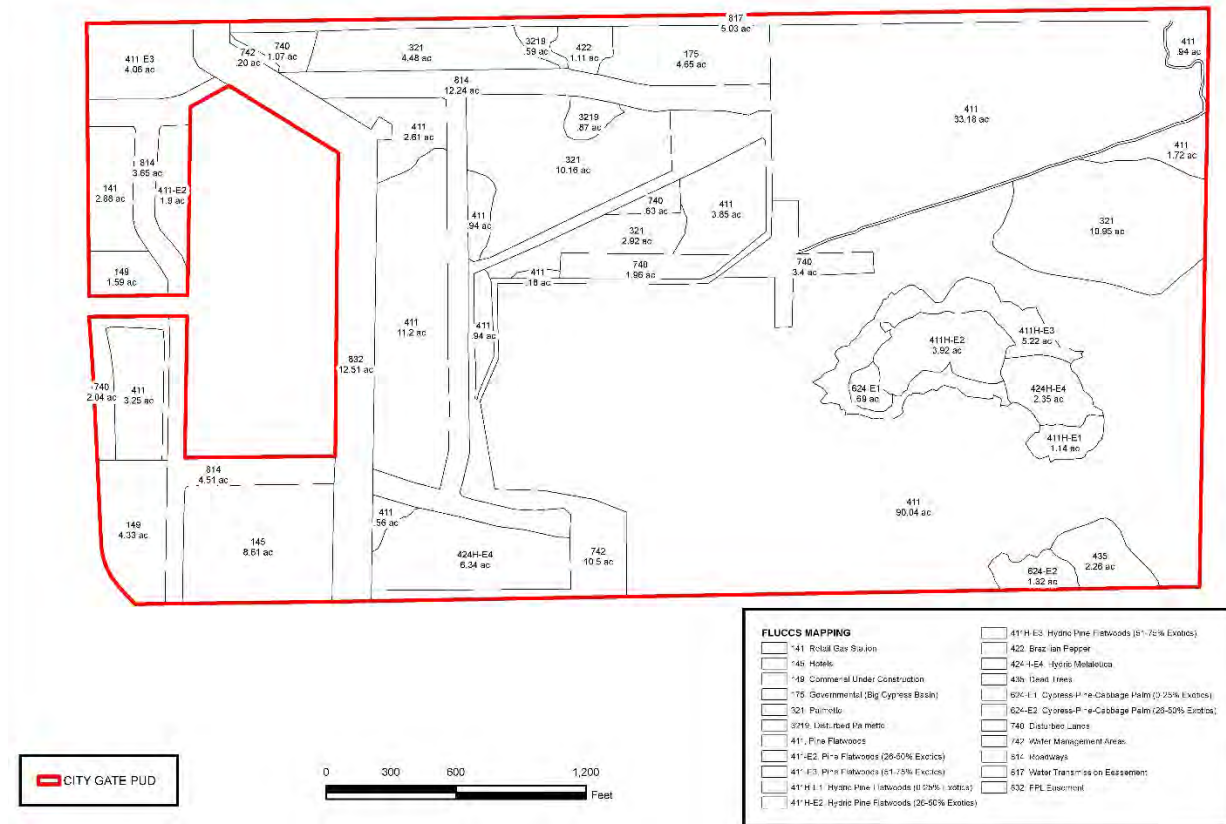 817
5.03 ac
411 E3
4.06 ac
742
.20 ac
740
1.07 ac
321
4.48 ac
3219
.59 ac
422
1.11 ac
175
4.65 ac
411
.94 ac
814
12.24 ac
411
33.18 ac
3219
.87 ac
411
2.61 ac
321
10.16 ac
411
1.72 ac
814
3.65 ac
141
2.88 ac
411-E2
1.9 ac
411
.94 ac
740
.63 ac
411
3.85 ac
321
10.95 ac
321
2.92 ac
149
1.59 ac
740
1.96 ac
740
3.4 ac
411
.18 ac
411
11.2 ac
411
.94 ac
411H-E3
5.22 ac
411H-E2
3.92 ac
832
12.51 ac
740
2.04 ac
411
3.25 ac
624 E1
.69 ac
424H-E4
2.35 ac
411H-E1
1.14 ac
814
4.51 ac
411
90.04 ac
149
4.33 ac
145
8.61 ac
411
.56 ac
424H-E4
6.34 ac
742
10.5 ac
435
2.26 ac
624-E2
1.32 ac
FLUCCS MAPPING
141, Retail Gas Station
145, Hotels
149, Commercial Under Construction
175, Governmental (Big Cypress Basin)
321, Palmetto
3219, Disturbed Palmetto
411, Pine Flatwoods
411-E2, Pine Flatwoods (26-50% Exotics)
411-E3, Pine Flatwoods (51-75% Exotics)
411H-E1, Hydric Pine Flatwoods (0-25% Exotics)
411H-E2, Hydric Pine Flatwoods (26-50% Exotics)
411H-E3, Hydric Pine Flatwoods (51-75% Exotics)
422, Brazilian Pepper
424H-E4, Hydric Melaleuca
435, Dead Trees
624-E1, Cypress-Pine-Cabbage Palm (0-25% Exotics)
624-E2, Cypress-Pine-Cabbage Palm (26-50% Exotics)
740, Disturbed Lands
742, Water Management Areas
814, Roadways
817, Water Transmission Easement
832, FPL Easement
CITY GATE PUD
0 300 600 1,200
Feet